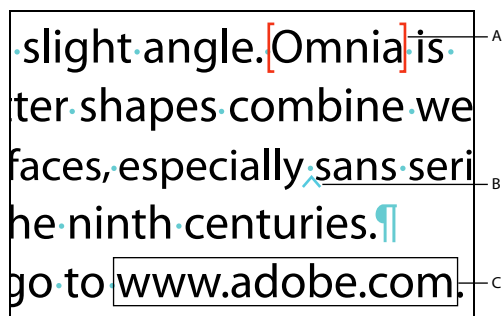 slight angle. [Omnia] is
tter shapes combine we
faces, especially sans seri
he ninth centuries.¶
go to www.adobe.com.
A
B
C